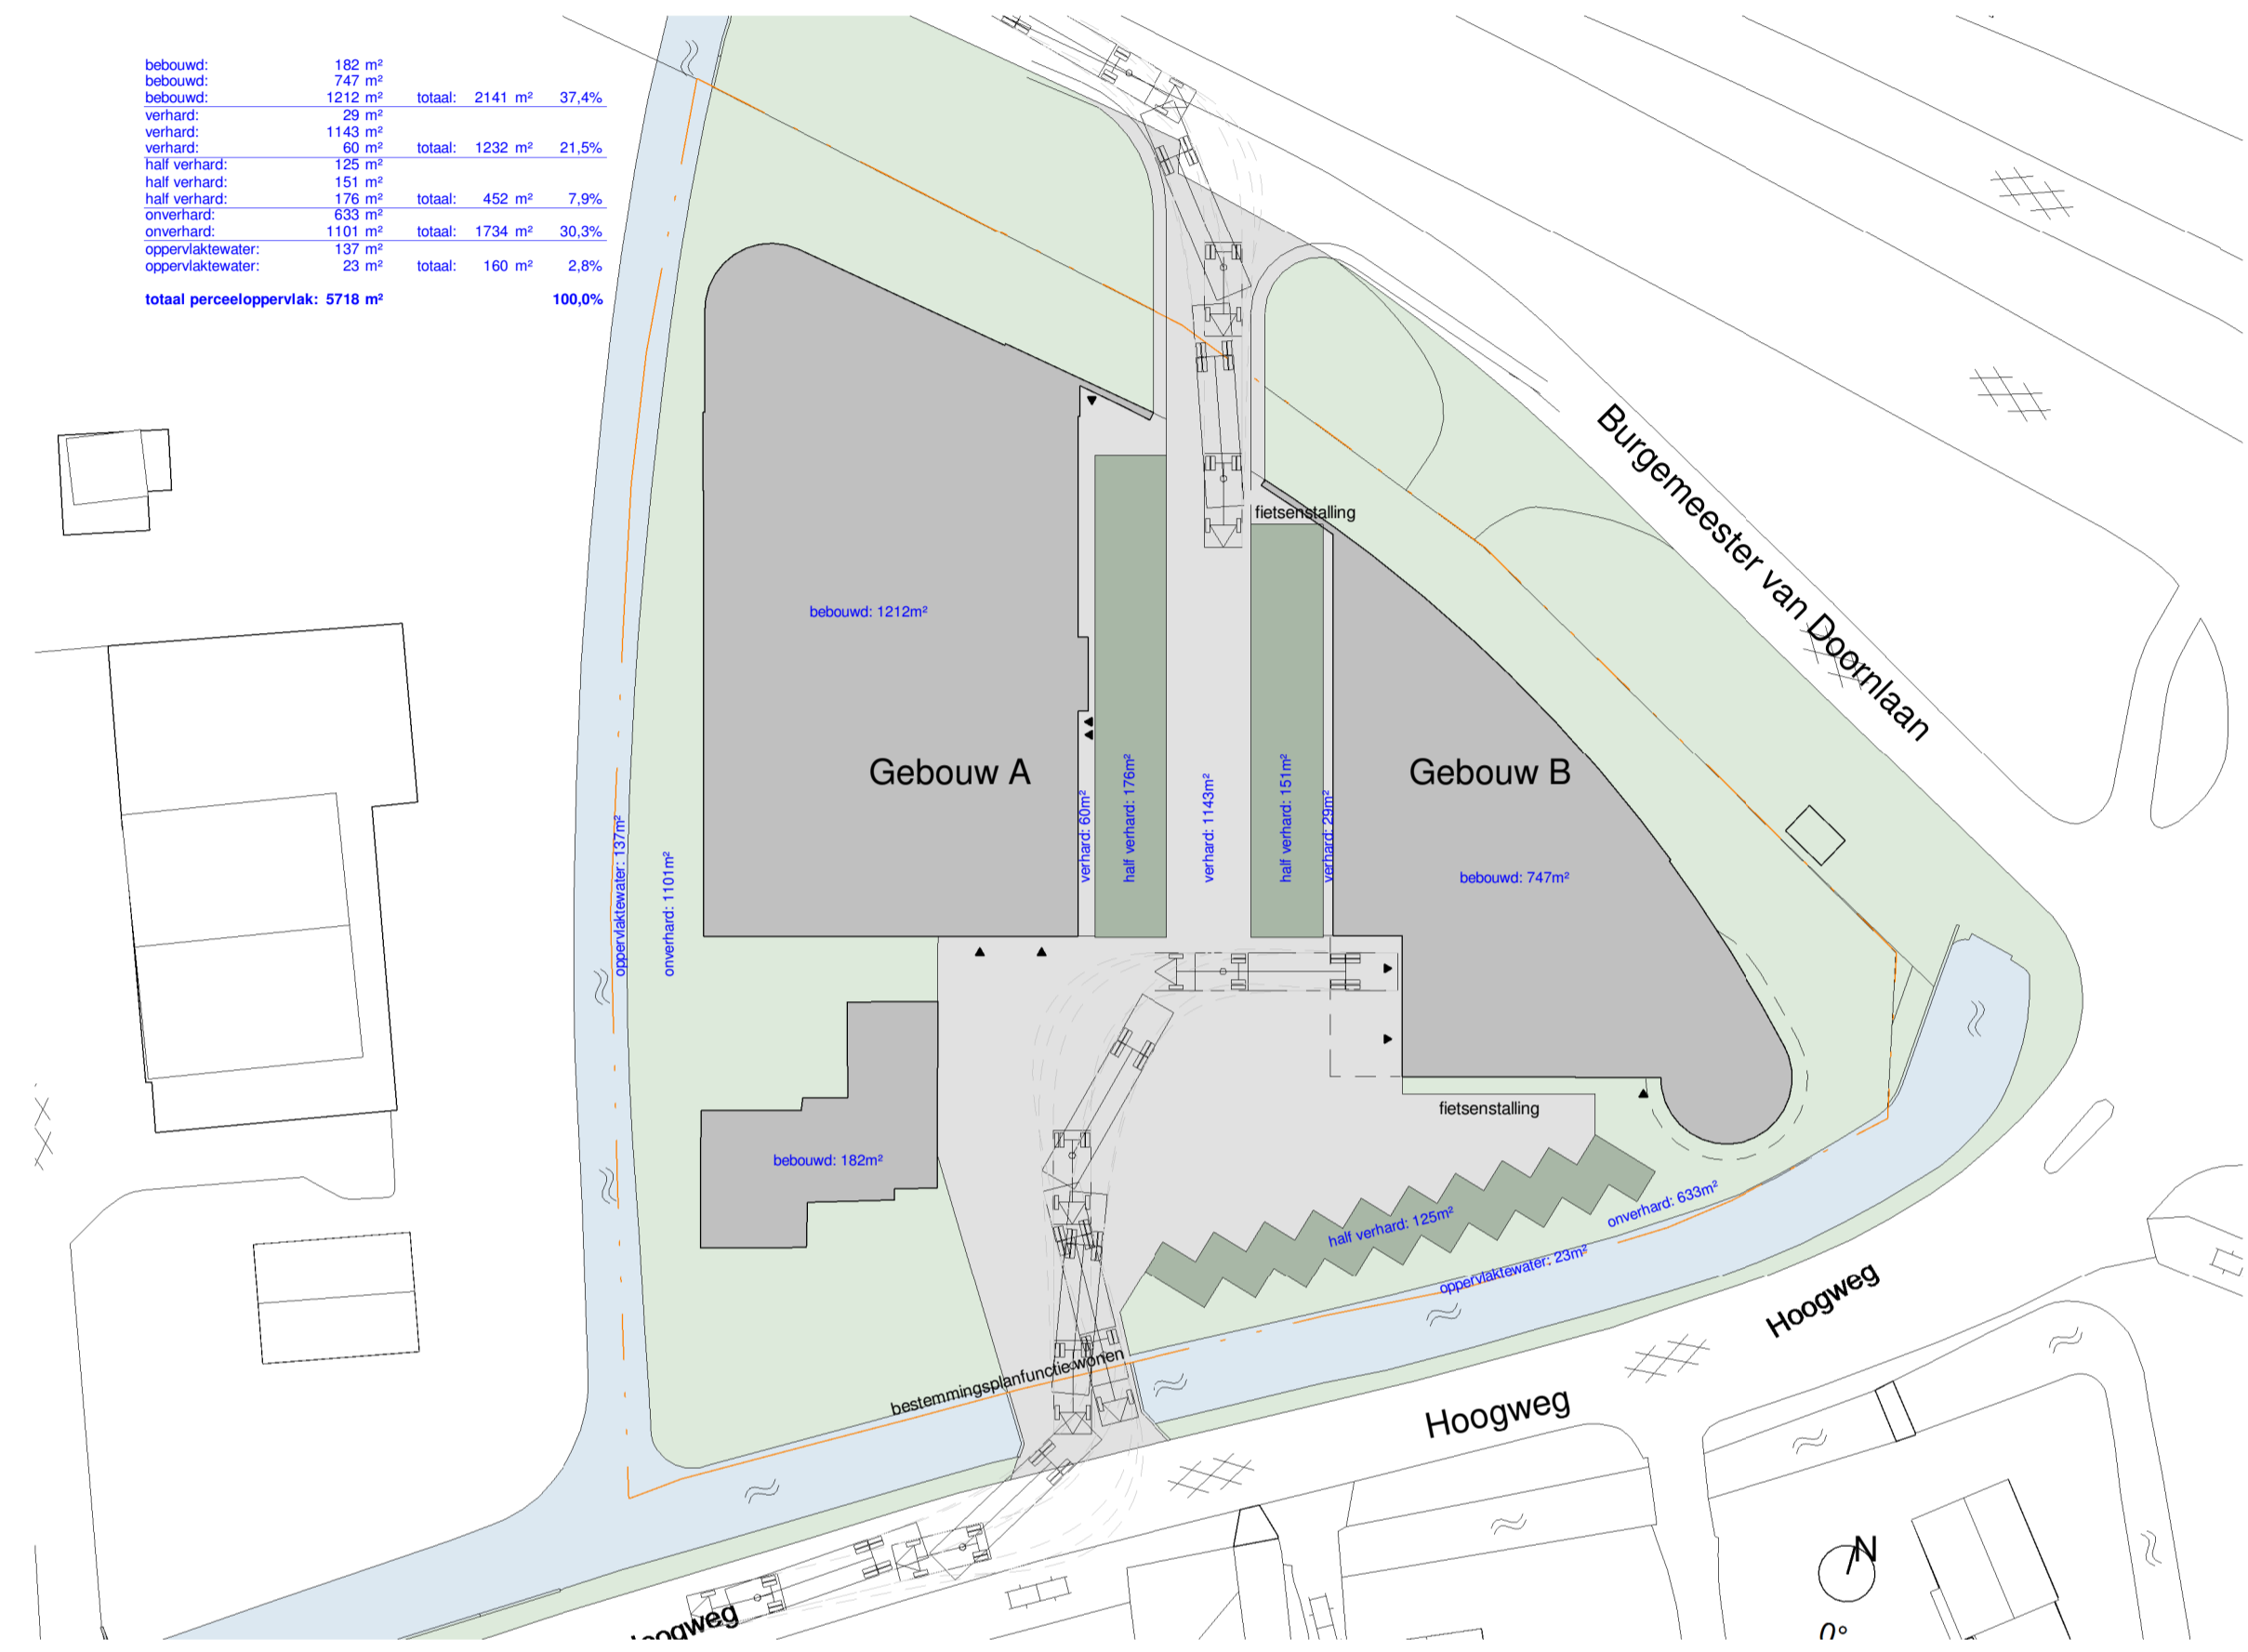 bebouwd: 182 m²
bebouwd: 747 m²
bebouwd: 1212 m² totaal: 2141 m² 37,4%
verhard: 29 m²
verhard: 1143 m²
verhard: 60 m² totaal: 1232 m² 21,5%
half verhard: 125 m²
half verhard: 151 m²
half verhard: 176 m² totaal: 452 m² 7,9%
onverhard: 633 m²
onverhard: 1101 m² totaal: 1734 m² 30,3%
oppervlaktewater: 137 m²
oppervlaktewater: 23 m² totaal: 160 m² 2,8%
totaal perceeloppervlak: 5718 m² 100,0%
Burgemeester van Doornlaan
fietsenstalling
bebouwd: 1212m²
Gebouw A
Gebouw B
oppervlaktewater: 137m²
onverhard: 1101m²
verhard: 60m²
half verhard: 176m²
verhard: 1143m²
half verhard: 151m²
verhard: 29m²
bebouwd: 747m²
fietsenstalling
bebouwd: 182m²
half verhard: 125m²
onverhard: 633m²
oppervlaktewater: 23m²
bestemmingsplanfunctie wonen
Hoogweg
Hoogweg
oogweg
N
0°